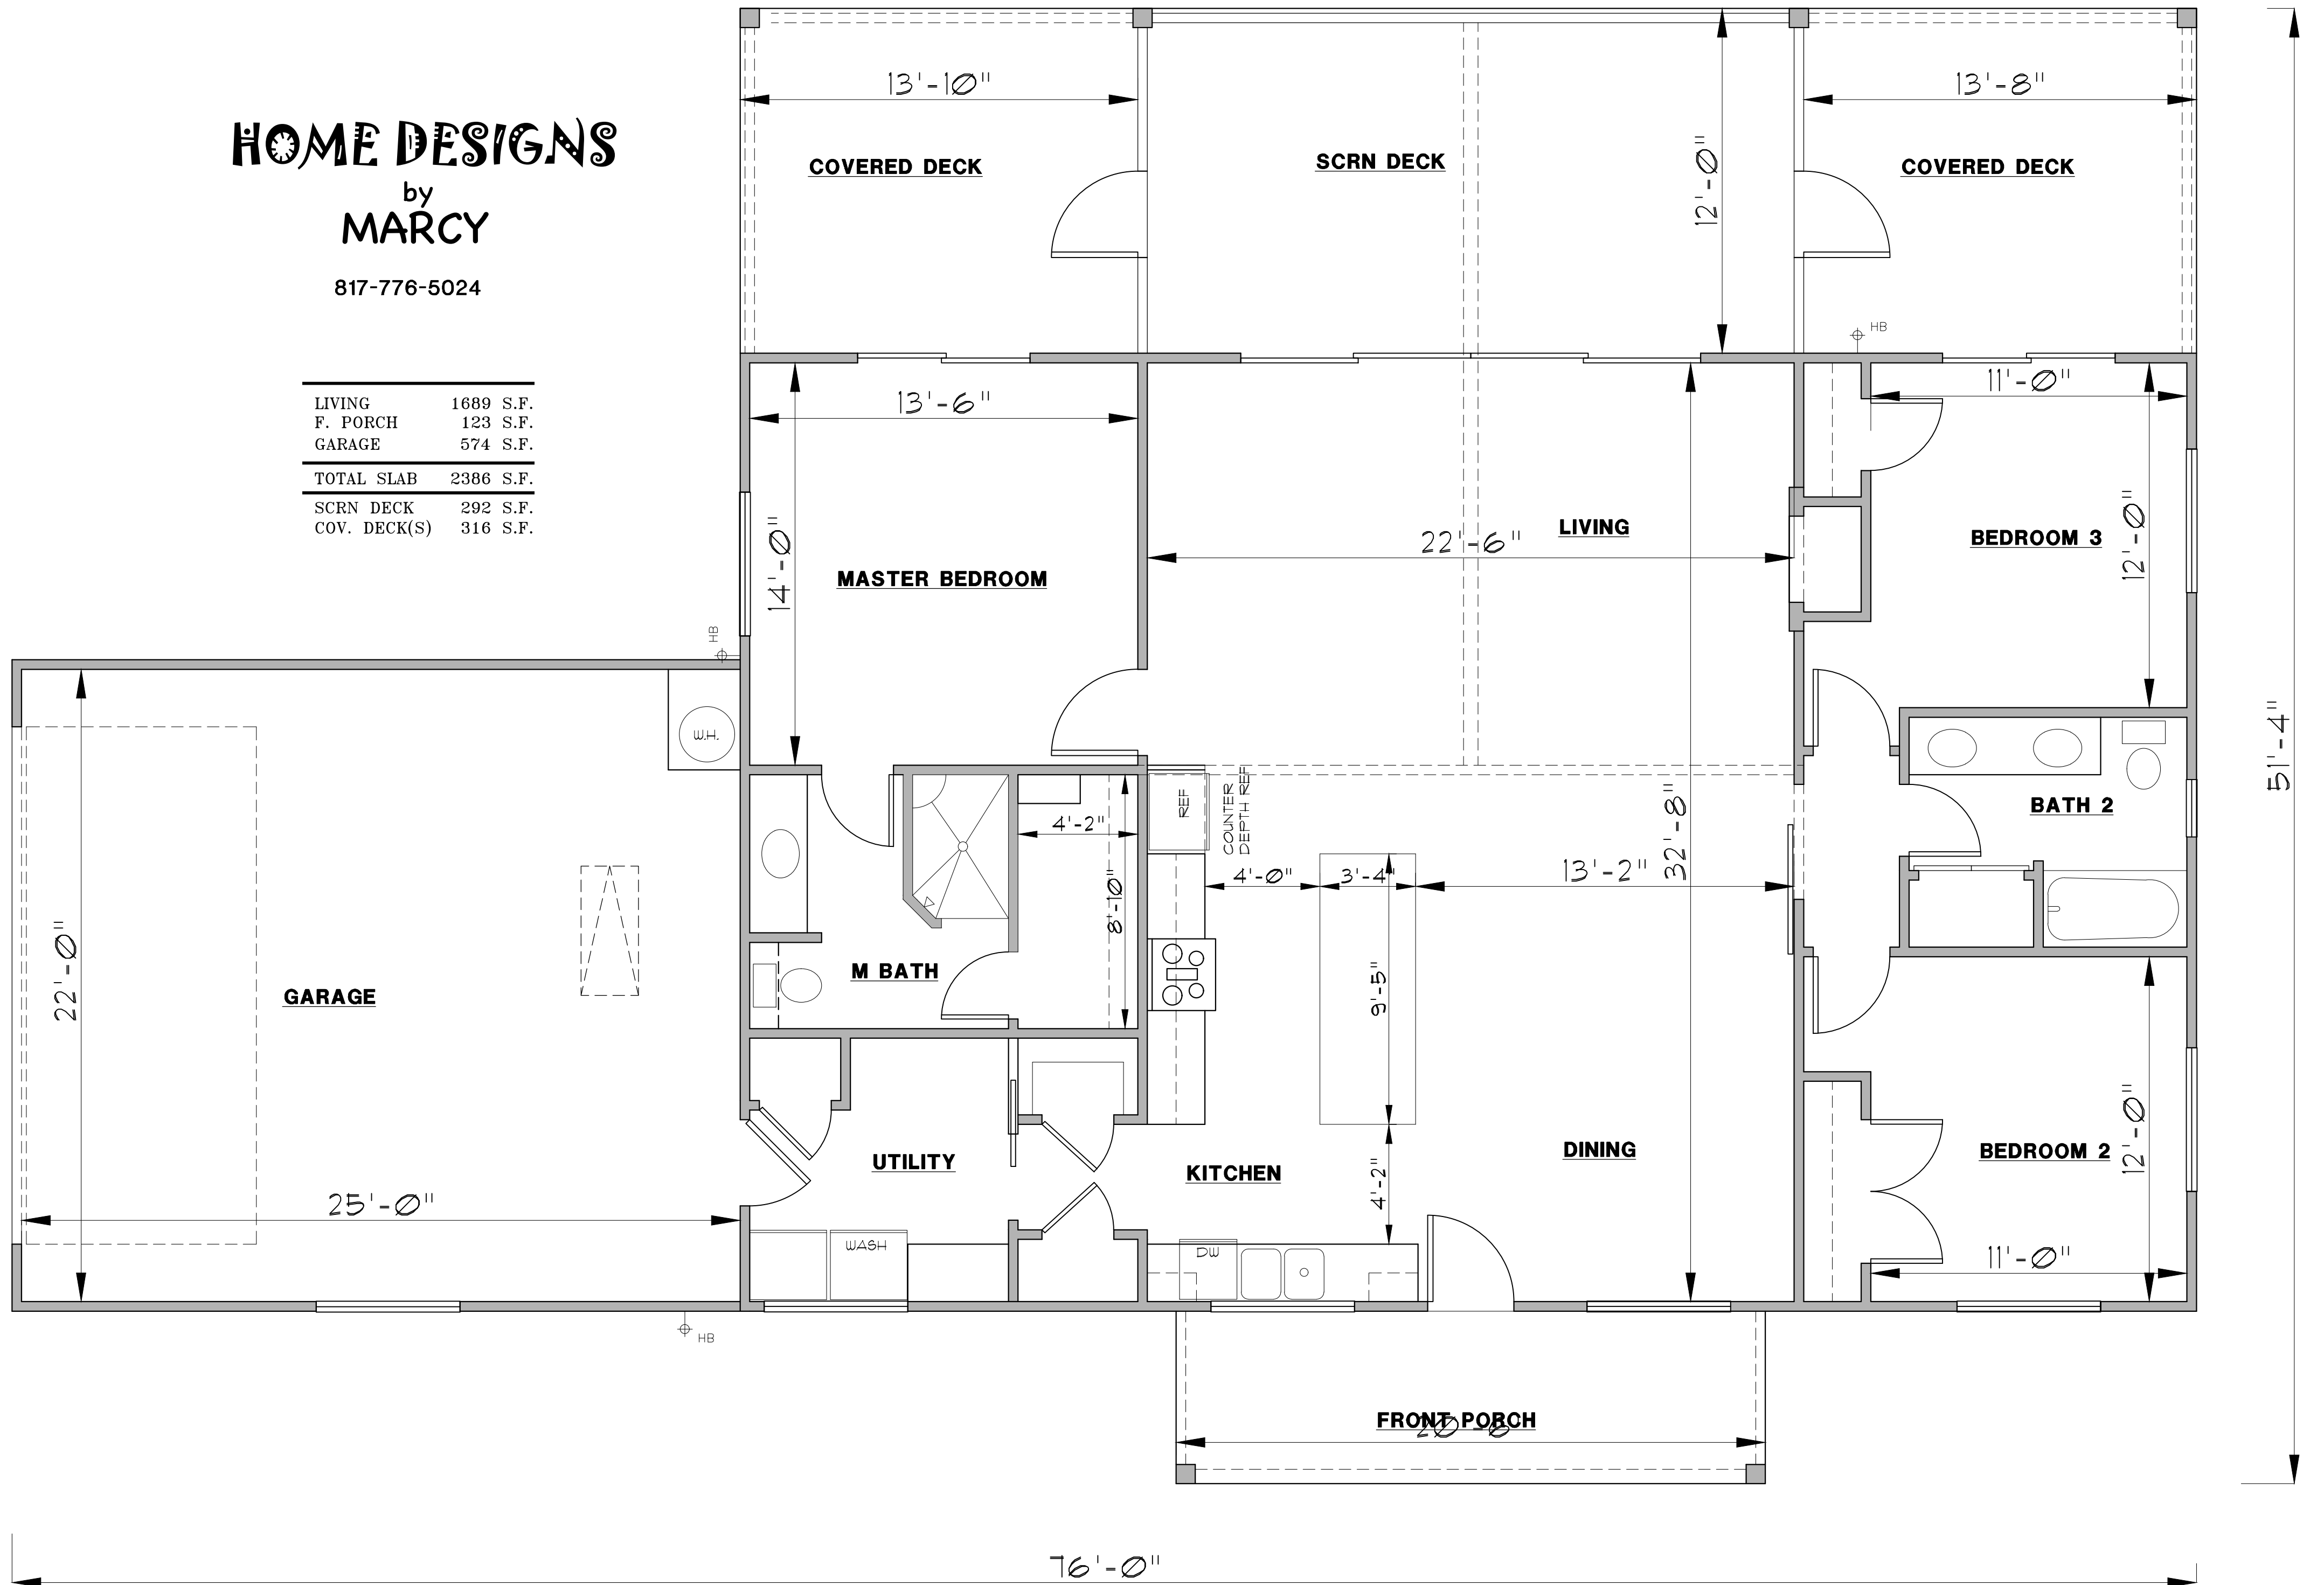 13'-10"
13'-8"
HOME DESIGNS
by
MARCY
817-776-5024
COVERED DECK
SCRN DECK
12'-0"
COVERED DECK
HB
LIVING 1689 S.F.
F. PORCH 123 S.F.
GARAGE 574 S.F.
TOTAL SLAB 2386 S.F.
SCRN DECK 292 S.F.
COV. DECK(S) 316 S.F.
13'-6"
11'-0"
14'-0"
MASTER BEDROOM
LIVING
22'-6"
BEDROOM 3
12'-0"
HB
W.H.
51'-4"
REF
COUNTER
DEPTH REF
4'-2"
8'-10"
4'-0"
3'-4"
13'-2"
32'-8"
BATH 2
22'-0"
GARAGE
M BATH
9'-5"
UTILITY
KITCHEN
4'-2"
DINING
BEDROOM 2
12'-0"
25'-0"
WASH
DW
11'-0"
HB
FRONT PORCH
76'-0"